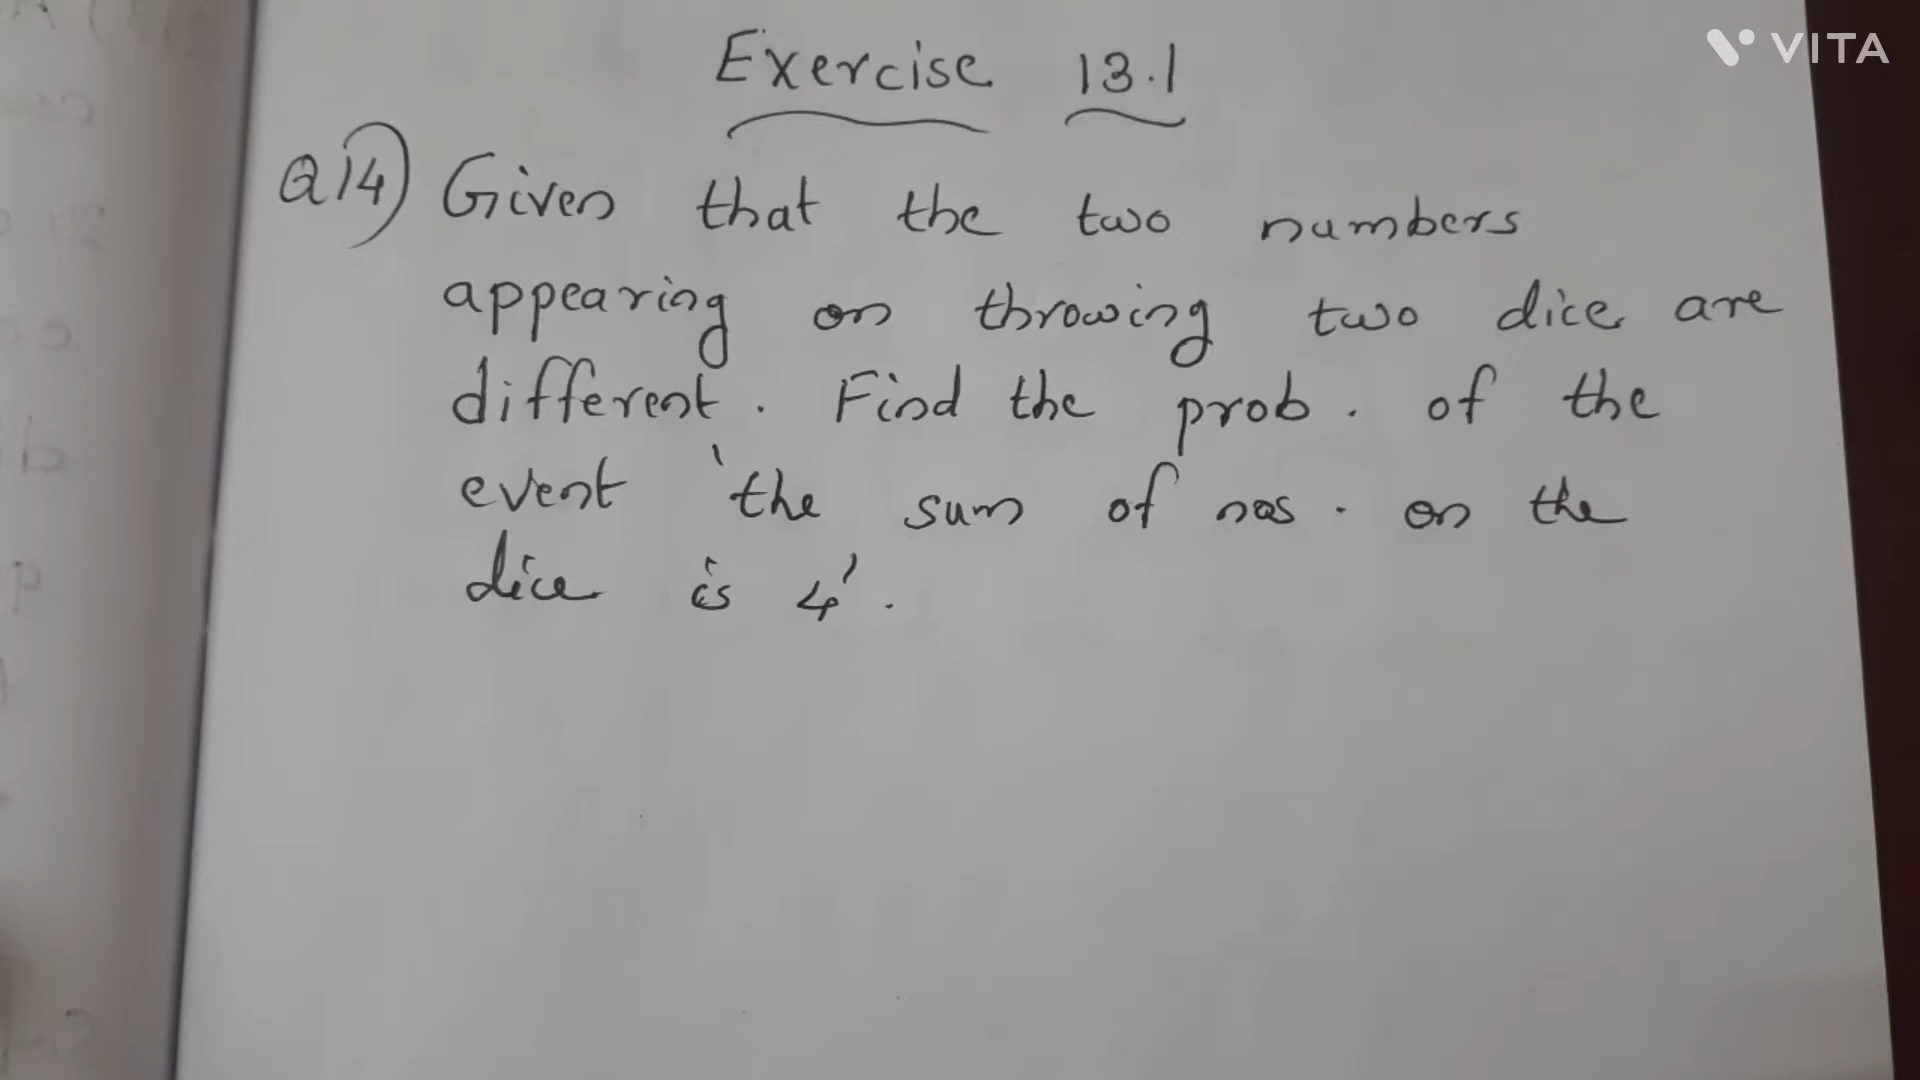 VITA
Exercise 13.1
Q14) Given that the two numbers
appearing on throwing two dice are
different. Find the prob. of the
event 'the sum of nos. on the
dice is 4'.